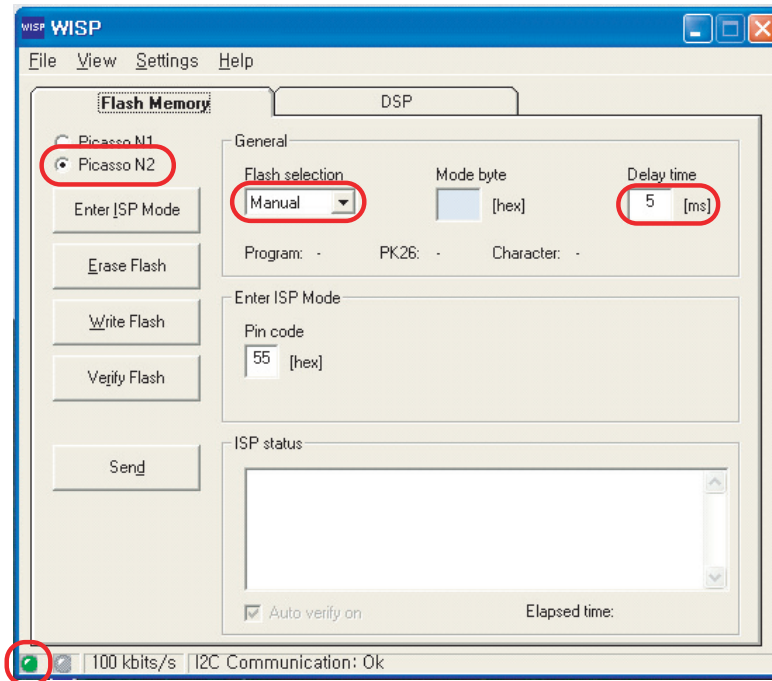 WISP WISP
File View Settings Help
Flash Memory DSP
Picasso N1
Picasso N2
Enter ISP Mode
Erase Flash
Write Flash
Verify Flash
Send
General
Flash selection Mode byte Delay time
Manual [hex] 5 [ms]
Program: - PK26: - Character: -
Enter ISP Mode
Pin code
55 [hex]
ISP status
Auto verify on Elapsed time:
100 kbits/s I2C Communication: Ok